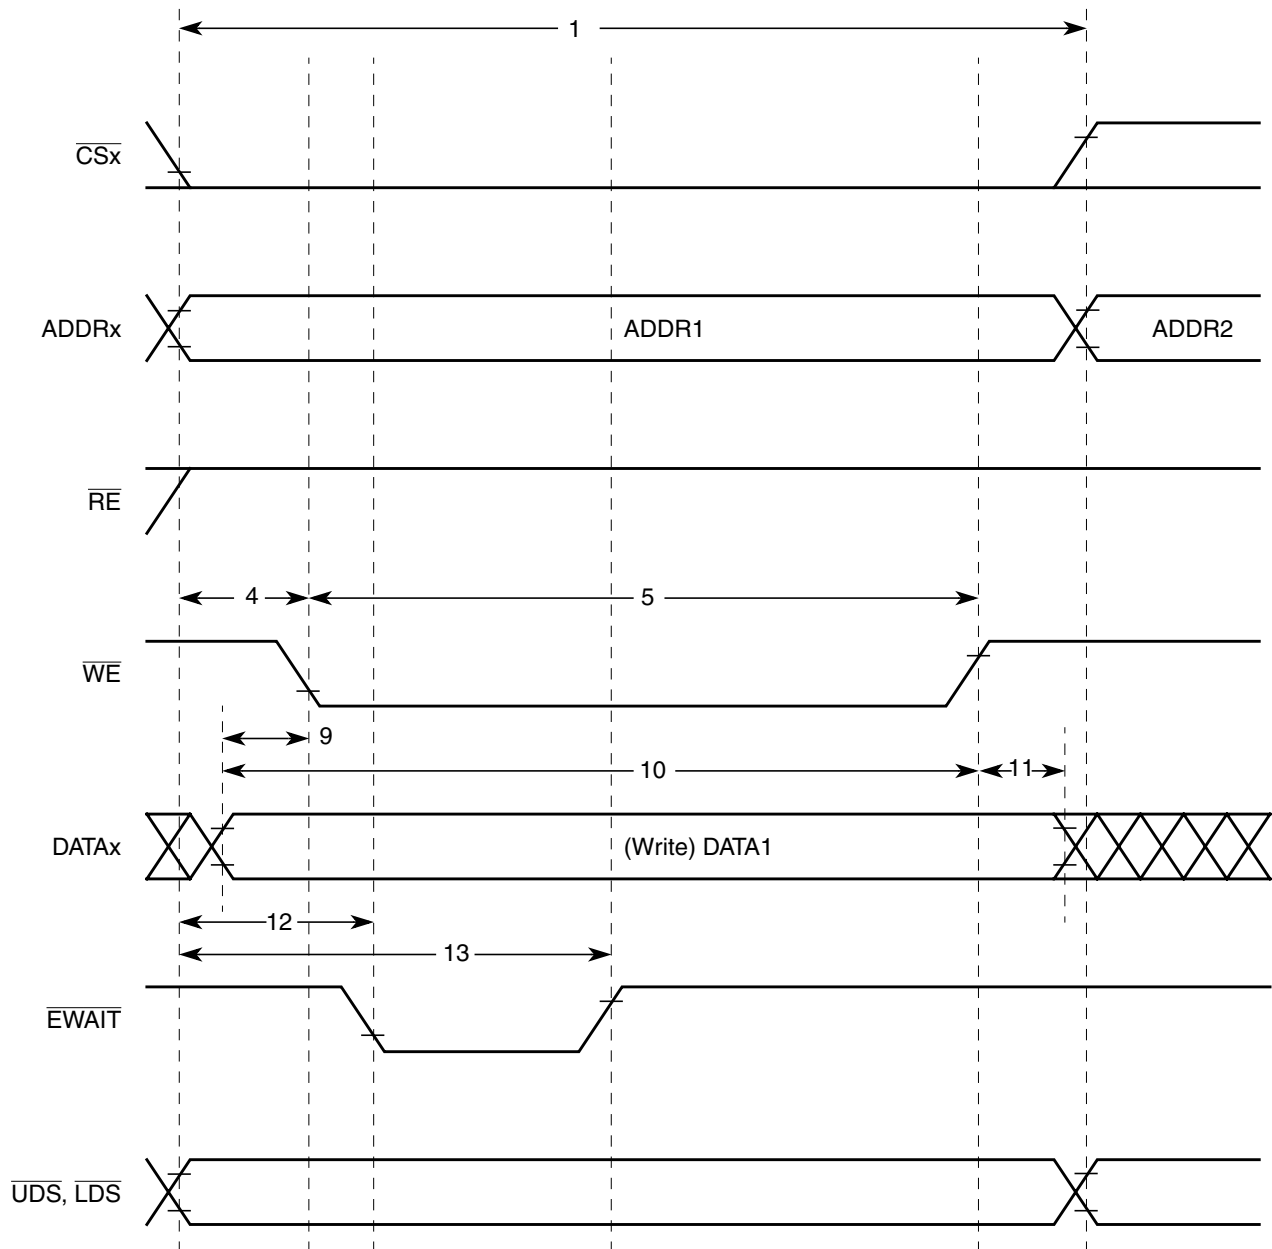 1
CSx
ADDRx ADDR1 ADDR2
RE
4 5
WE
9
10 11
DATAx (Write) DATA1
12
13
EWAIT
UDS, LDS